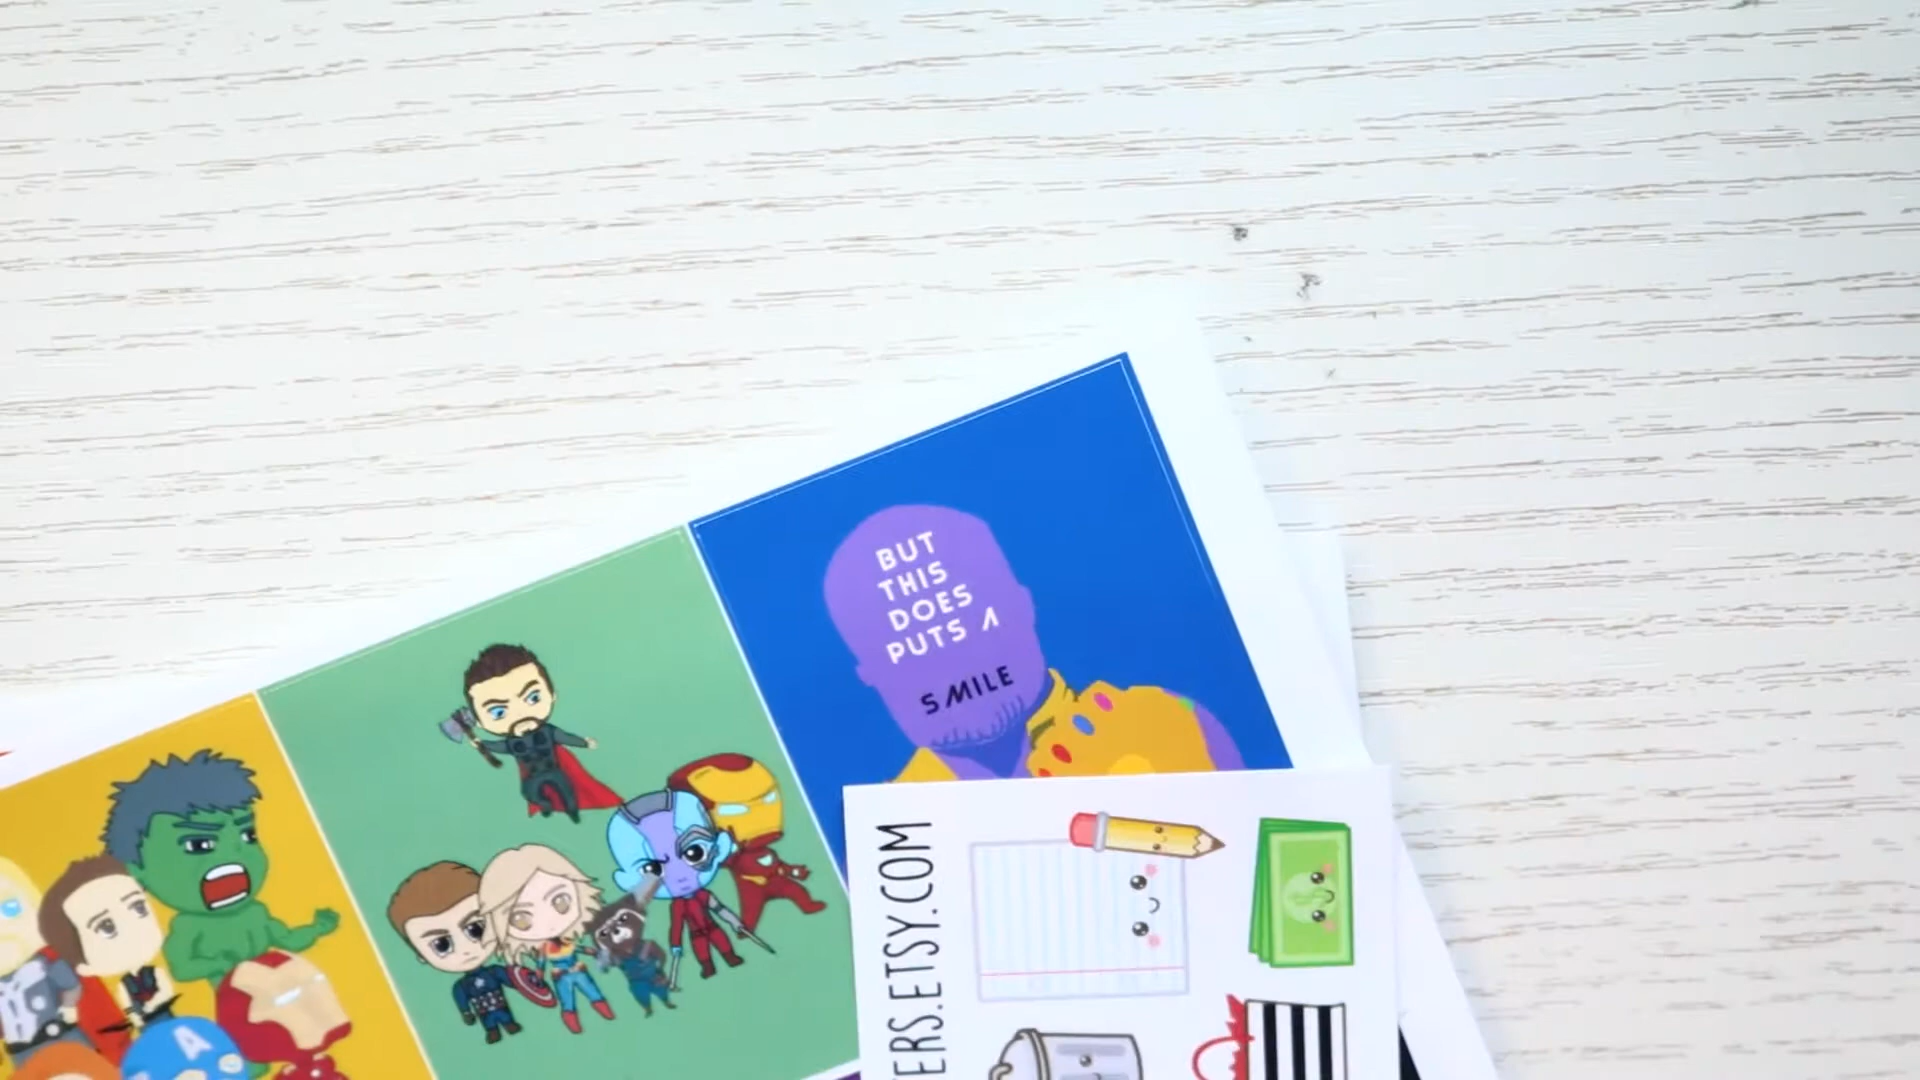 BUT
THIS
DOES
PUTS A
SMILE
ERS.ETSY.COM
A